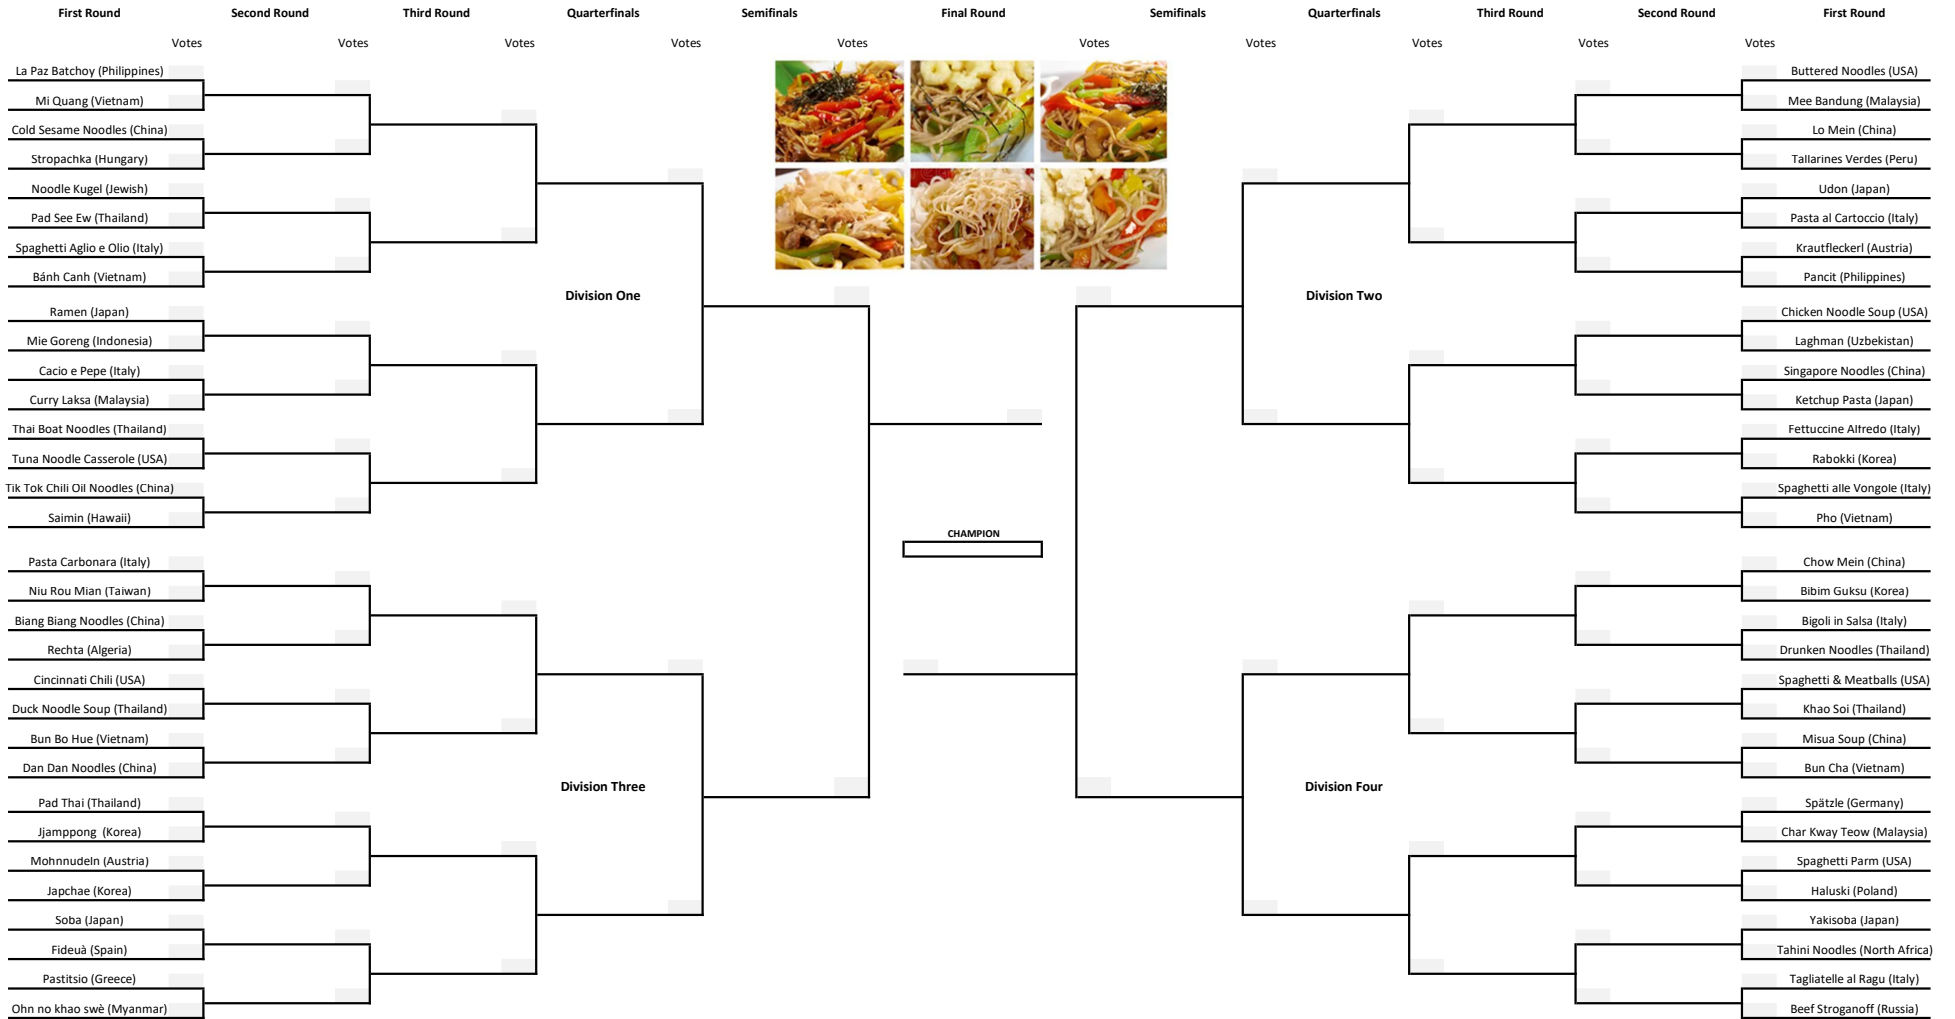 First Round
Second Round
Third Round
Quarterfinals
Semifinals
Final Round
Semifinals
Quarterfinals
Third Round
Second Round
First Round
Votes
Votes
Votes
Votes
Votes
Votes
Votes
Votes
Votes
Votes
La Paz Batchoy (Philippines)
Mi Quang (Vietnam)
Cold Sesame Noodles (China)
Stropachka (Hungary)
Noodle Kugel (Jewish)
Pad See Ew (Thailand)
Spaghetti Aglio e Olio (Italy)
Bánh Canh (Vietnam)
Division One
Ramen (Japan)
Mie Goreng (Indonesia)
Cacio e Pepe (Italy)
Curry Laksa (Malaysia)
Thai Boat Noodles (Thailand)
Tuna Noodle Casserole (USA)
Tik Tok Chili Oil Noodles (China)
Saimin (Hawaii)
Pasta Carbonara (Italy)
Niu Rou Mian (Taiwan)
Biang Biang Noodles (China)
Rechta (Algeria)
Cincinnati Chili (USA)
Duck Noodle Soup (Thailand)
Bun Bo Hue (Vietnam)
Dan Dan Noodles (China)
Division Three
Pad Thai (Thailand)
Jjamppong (Korea)
Mohnnudeln (Austria)
Japchae (Korea)
Soba (Japan)
Fideuà (Spain)
Pastitsio (Greece)
Ohn no khao swè (Myanmar)
CHAMPION
Buttered Noodles (USA)
Mee Bandung (Malaysia)
Lo Mein (China)
Tallarines Verdes (Peru)
Udon (Japan)
Pasta al Cartoccio (Italy)
Krautfleckerl (Austria)
Pancit (Philippines)
Division Two
Chicken Noodle Soup (USA)
Laghman (Uzbekistan)
Singapore Noodles (China)
Ketchup Pasta (Japan)
Fettuccine Alfredo (Italy)
Rabokki (Korea)
Spaghetti alle Vongole (Italy)
Pho (Vietnam)
Chow Mein (China)
Bibim Guksu (Korea)
Bigoli in Salsa (Italy)
Drunken Noodles (Thailand)
Spaghetti & Meatballs (USA)
Khao Soi (Thailand)
Misua Soup (China)
Bun Cha (Vietnam)
Division Four
Spätzle (Germany)
Char Kway Teow (Malaysia)
Spaghetti Parm (USA)
Haluski (Poland)
Yakisoba (Japan)
Tahini Noodles (North Africa)
Tagliatelle al Ragu (Italy)
Beef Stroganoff (Russia)